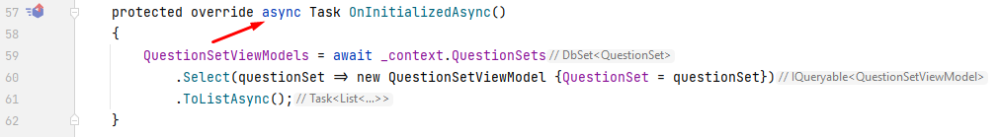 57 protected override async Task OnInitializedAsync()
58 {
59 QuestionSetViewModels = await _context.QuestionSets // DbSet<QuestionSet>
60 .Select(questionSet => new QuestionSetViewModel {QuestionSet = questionSet}) // IQueryable<QuestionSetViewModel>
61 .ToListAsync(); // Task<List<...>>
62 }